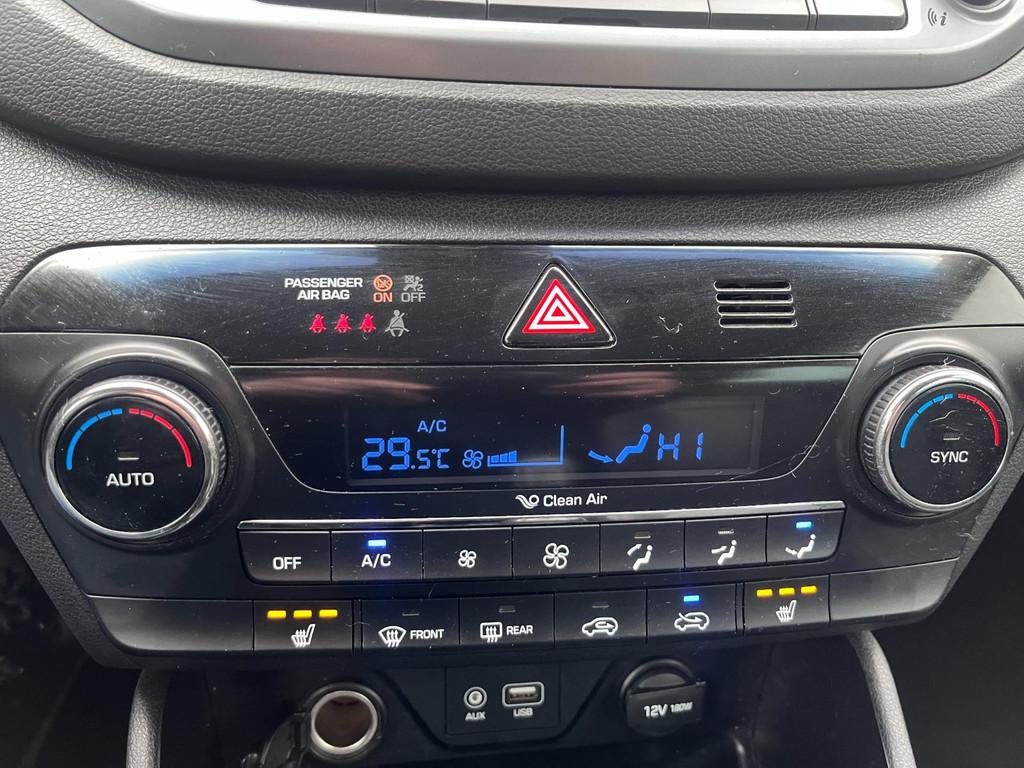 i
PASSENGER
AIR BAG
ON
OFF
2
A/C
29.5°C
HI
Clean Air
AUTO
SYNC
OFF
A/C
FRONT
REAR
AUX
USB
12V 180W